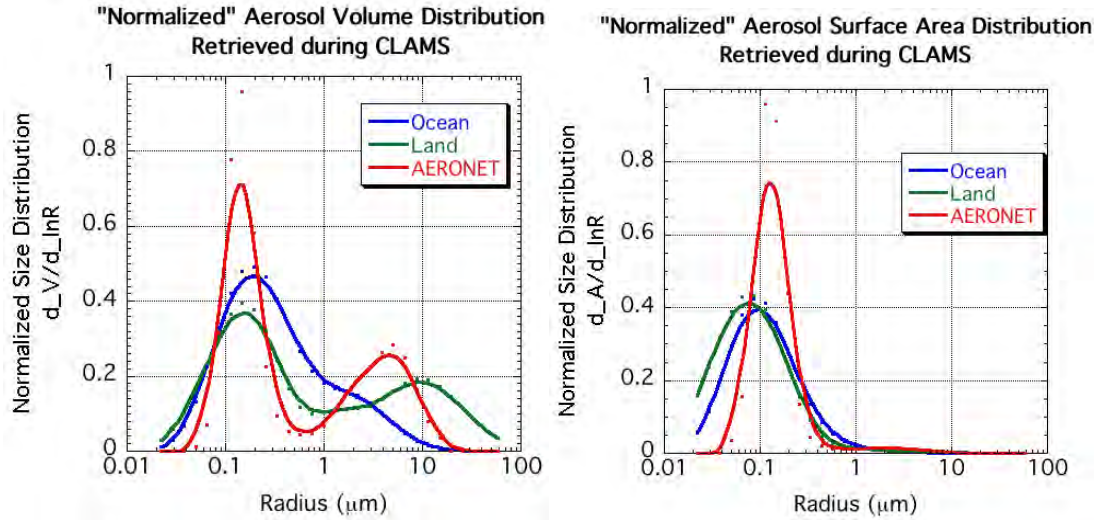 "Normalized" Aerosol Volume Distribution
Retrieved during CLAMS
1
0.8
0.6
0.4
0.2
0
Normalized Size Distribution
d_V/d_lnR
Ocean
Land
AERONET
0.01
0.1
1
10
100
Radius (μm)
"Normalized" Aerosol Surface Area Distribution
Retrieved during CLAMS
1
0.8
0.6
0.4
0.2
0
Normalized Size Distribution
d_A/d_lnR
Ocean
Land
AERONET
0.01
0.1
1
10
100
Radius (μm)